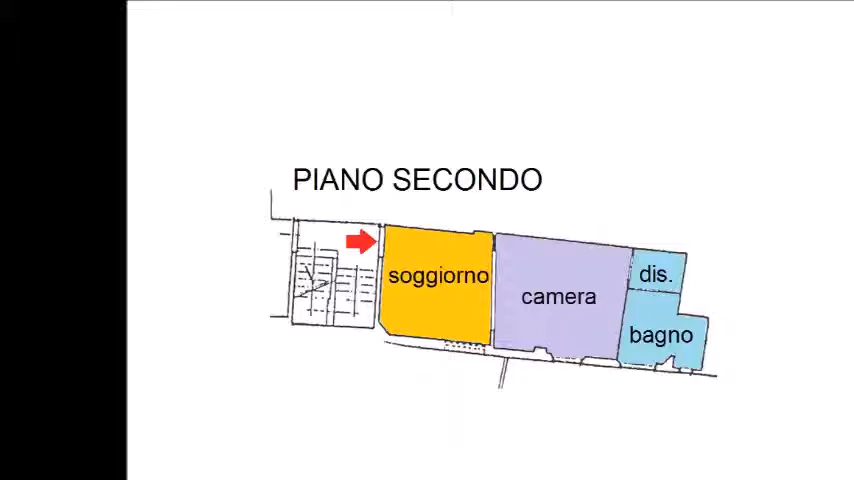 PIANO SECONDO
soggiorno
camera
dis.
bagno